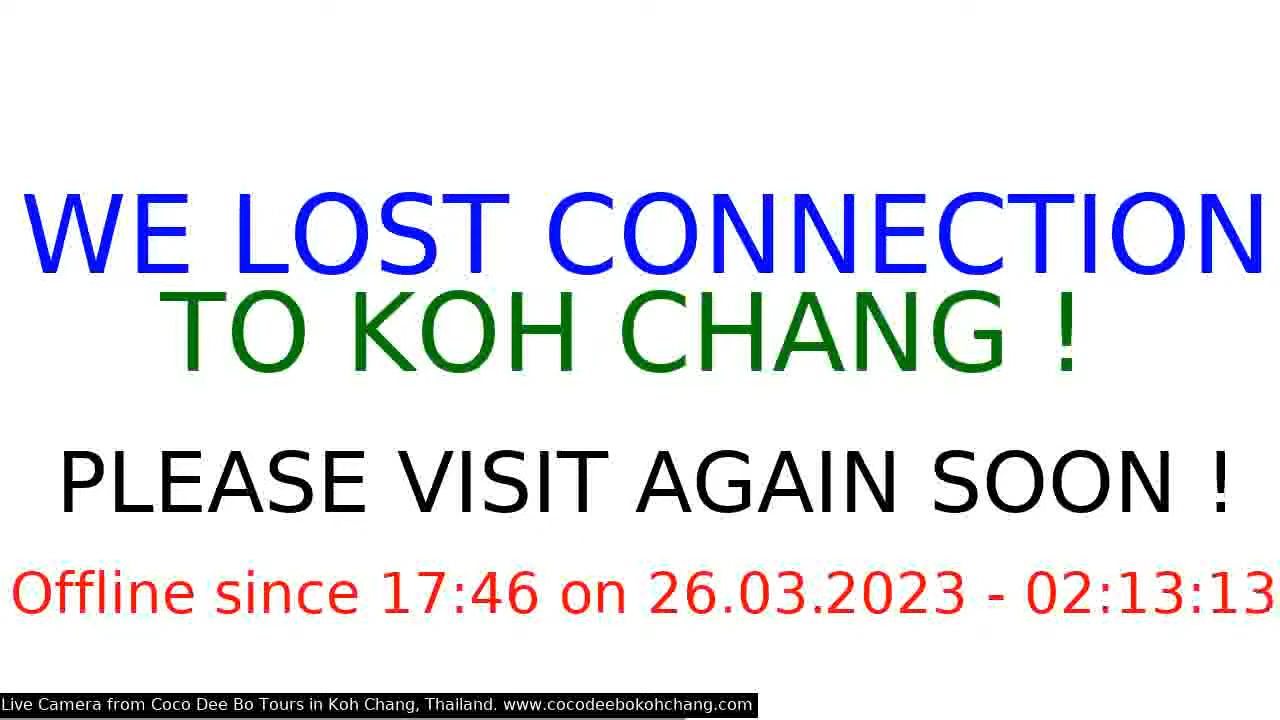 WE LOST CONNECTION
TO KOH CHANG !
PLEASE VISIT AGAIN SOON !
Offline since 17:46 on 26.03.2023 - 02:13:13
Live Camera from Coco Dee Bo Tours in Koh Chang, Thailand. www.cocodeebokohchang.com